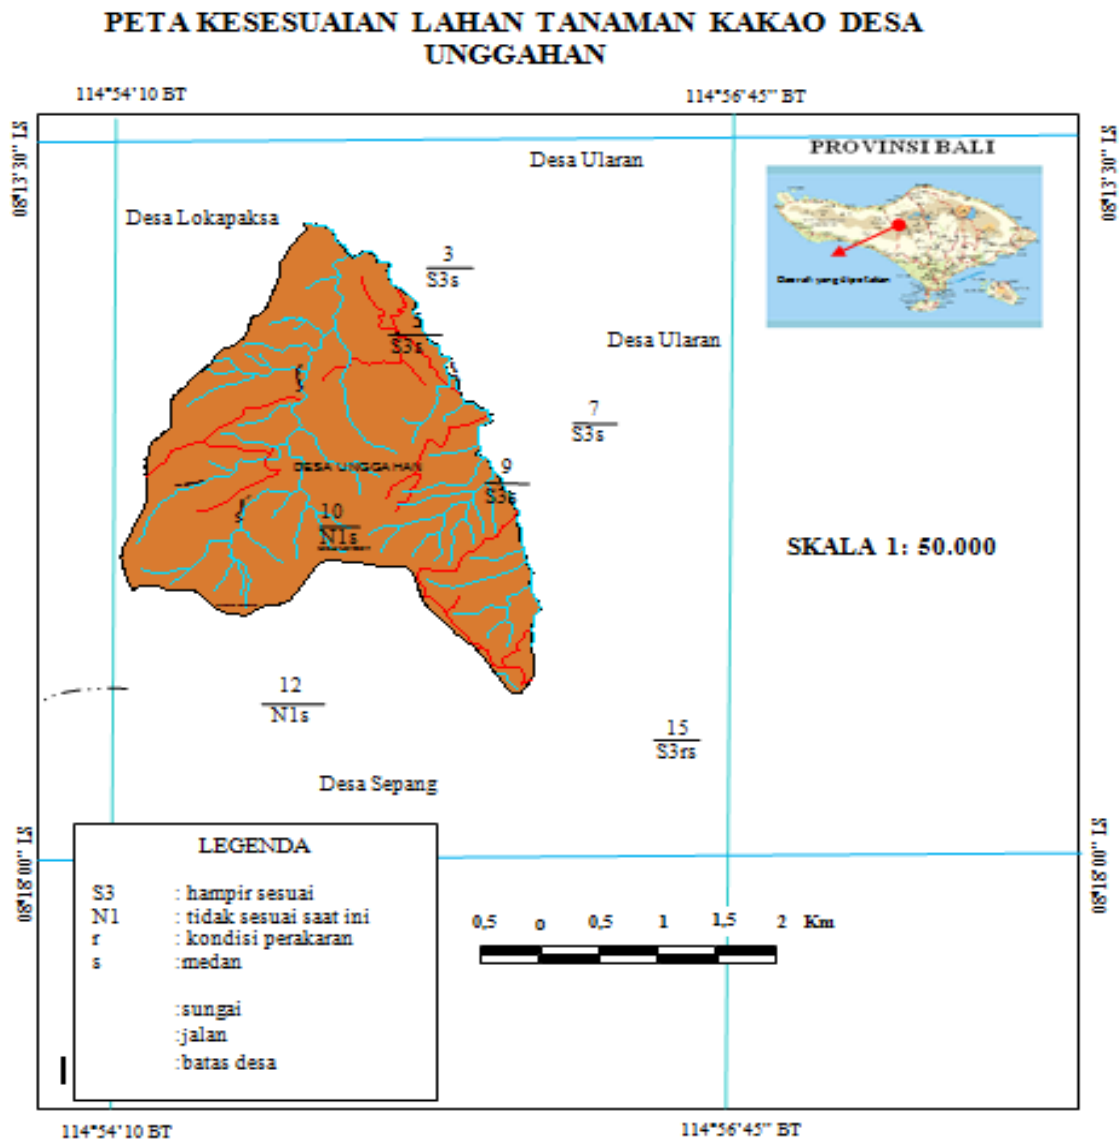 PETA KESESUAIAN LAHAN TANAMAN KAKAO DESA
UNGGAHAN
114°54'10 BT
114°56'45" BT
08°13'30" LS
08°13'30" LS
Desa Ularan
PROVINSI BALI
Desa Lokapaksa
3
S3s
Daerah yang dipetakan
5
S3s
Desa Ularan
7
S3s
DESA UNGGAHAN
9
S3s
10
N1s
SKALA 1: 50.000
12
N1s
15
S3rs
Desa Sepang
08°18'00" LS
08°18'00" LS
LEGENDA
S3 : hampir sesuai
N1 : tidak sesuai saat ini
r : kondisi perakaran
s :medan
:sungai
:jalan
:batas desa
0,5 0 0,5 1 1,5 2 Km
114°54'10 BT
114°56'45" BT